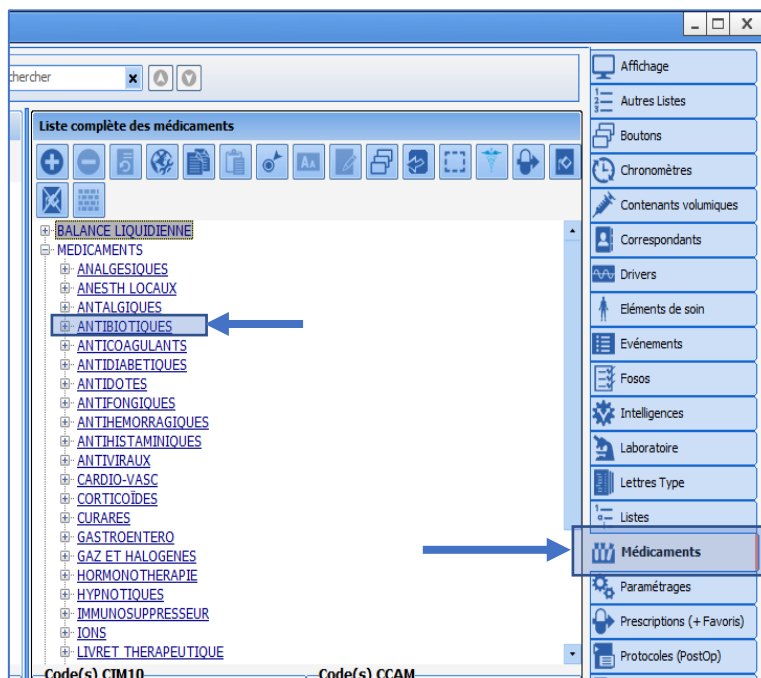 hercher
Liste complète des médicaments
BALANCE LIQUIDIENNE
MEDICAMENTS
ANALGESIQUES
ANESTH LOCAUX
ANTALGIQUES
ANTIBIOTIQUES
ANTICOAGULANTS
ANTIDIABETIQUES
ANTIDOTES
ANTIFONGIQUES
ANTIHEMORRAGIQUES
ANTIHISTAMINIQUES
ANTIVIRAUX
CARDIO-VASC
CORTICOÏDES
CURARES
GASTROENTERO
GAZ ET HALOGENES
HORMONOTHERAPIE
HYPNOTIQUES
IMMUNOSUPPRESSEUR
IONS
LIVRET THERAPEUTIQUE
Code(s) CIM10
Code(s) CCAM
Affichage
Autres Listes
Boutons
Chronomètres
Contenants volumiques
Correspondants
Drivers
Eléments de soin
Evénements
Fosos
Intelligences
Laboratoire
Lettres Type
Listes
Médicaments
Paramétrages
Prescriptions (+ Favoris)
Protocoles (PostOp)